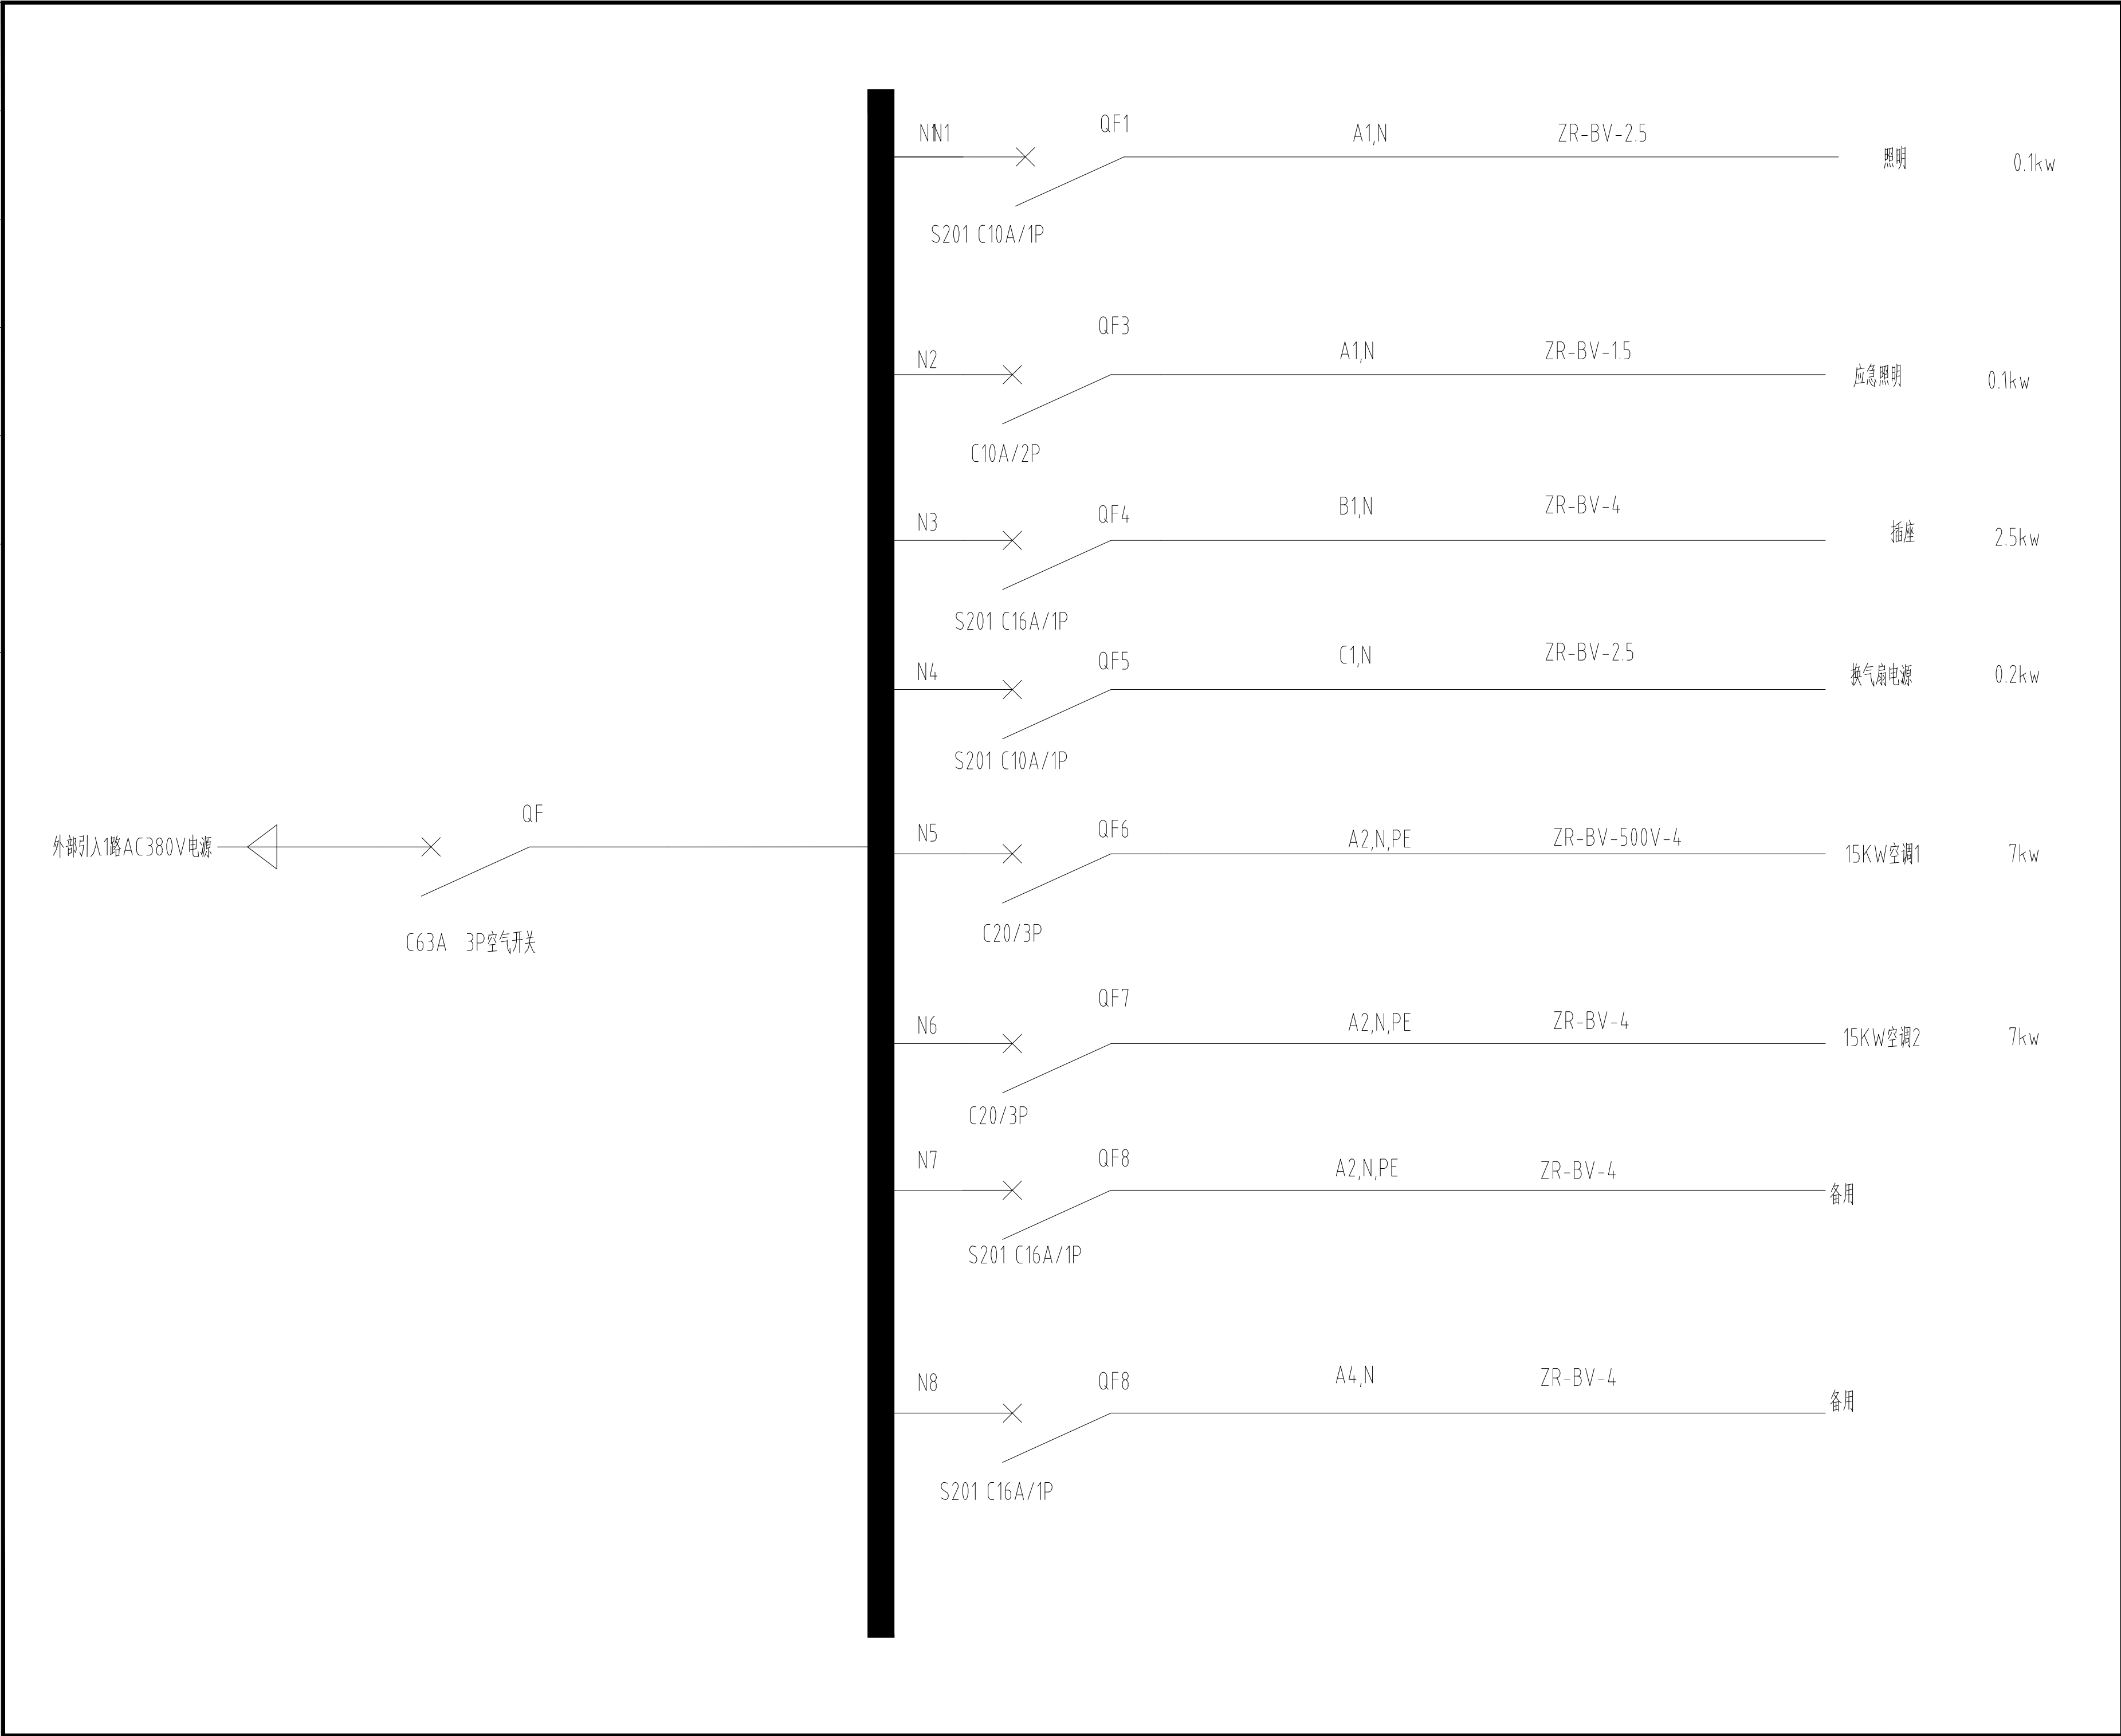 N1N1
QF1
A1,N
ZR-BV-2.5
照明
0.1kw
S201 C10A/1P
N2
QF3
A1,N
ZR-BV-1.5
应急照明
0.1kw
C10A/2P
N3
QF4
B1,N
ZR-BV-4
插座
2.5kw
S201 C16A/1P
N4
QF5
C1,N
ZR-BV-2.5
换气扇电源
0.2kw
S201 C10A/1P
外部引入1路AC380V电源
QF
C63A 3P空气开关
N5
QF6
A2,N,PE
ZR-BV-500V-4
15KW空调1
7kw
C20/3P
N6
QF7
A2,N,PE
ZR-BV-4
15KW空调2
7kw
C20/3P
N7
QF8
A2,N,PE
ZR-BV-4
备用
S201 C16A/1P
N8
QF8
A4,N
ZR-BV-4
备用
S201 C16A/1P